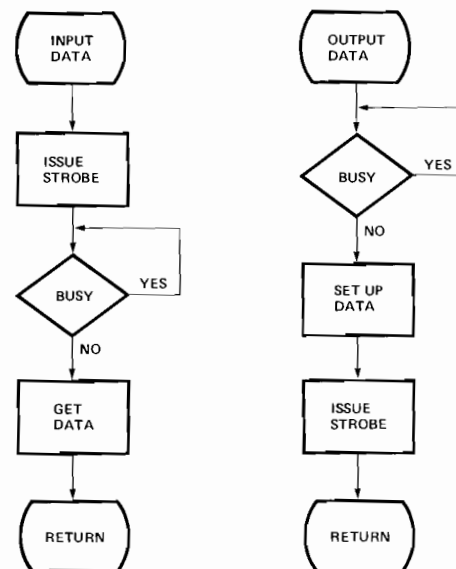 INPUT
DATA
ISSUE
STROBE
BUSY
YES
NO
GET
DATA
RETURN
OUTPUT
DATA
BUSY
YES
NO
SET UP
DATA
ISSUE
STROBE
RETURN